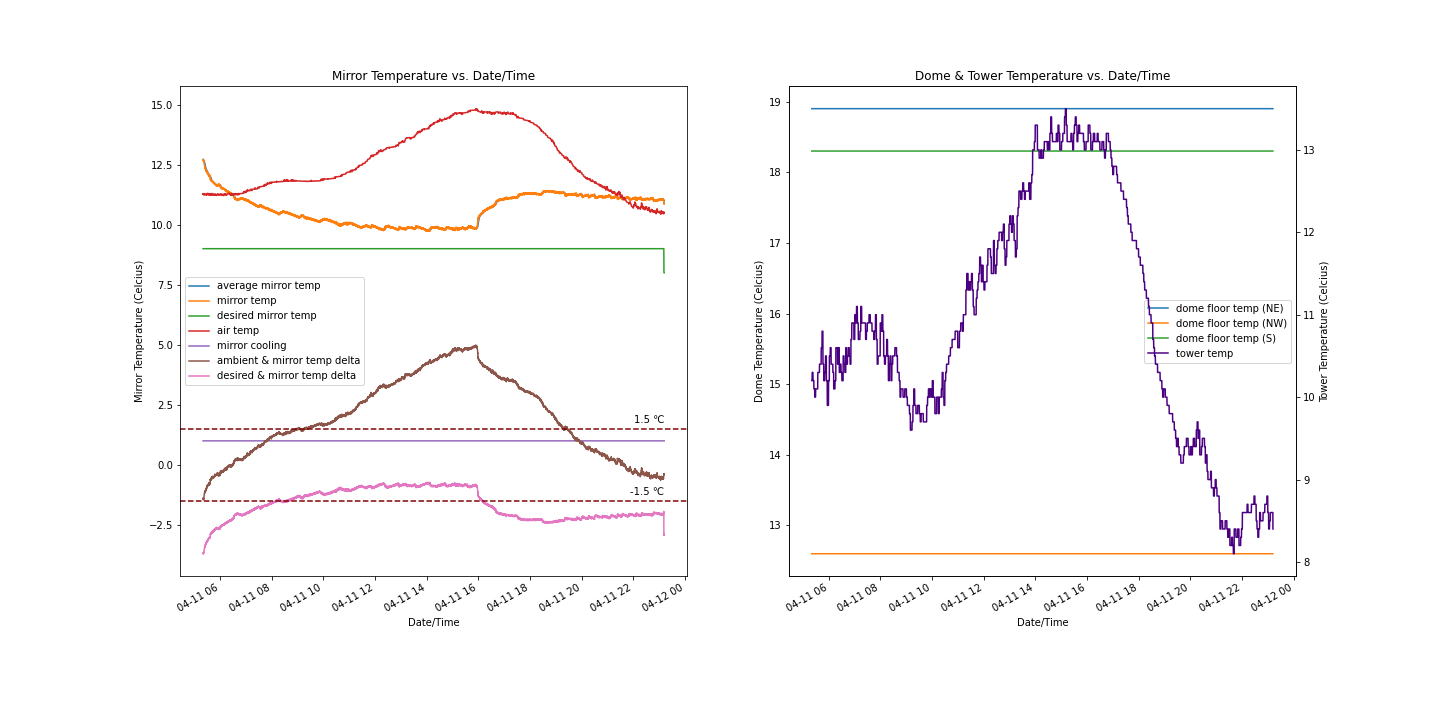 Mirror Temperature vs. Date/Time
Mirror Temperature (Celcius)
15.0
12.5
10.0
7.5
5.0
2.5
0.0
−2.5
average mirror temp
mirror temp
desired mirror temp
air temp
mirror cooling
ambient & mirror temp delta
desired & mirror temp delta
1.5 °C
-1.5 °C
04-11 06
04-11 08
04-11 10
04-11 12
04-11 14
04-11 16
04-11 18
04-11 20
04-11 22
04-12 00
Date/Time
Dome & Tower Temperature vs. Date/Time
Dome Temperature (Celcius)
19
18
17
16
15
14
13
dome floor temp (NE)
dome floor temp (NW)
dome floor temp (S)
tower temp
13
12
11
10
9
8
Tower Temperature (Celcius)
04-11 06
04-11 08
04-11 10
04-11 12
04-11 14
04-11 16
04-11 18
04-11 20
04-11 22
04-12 00
Date/Time